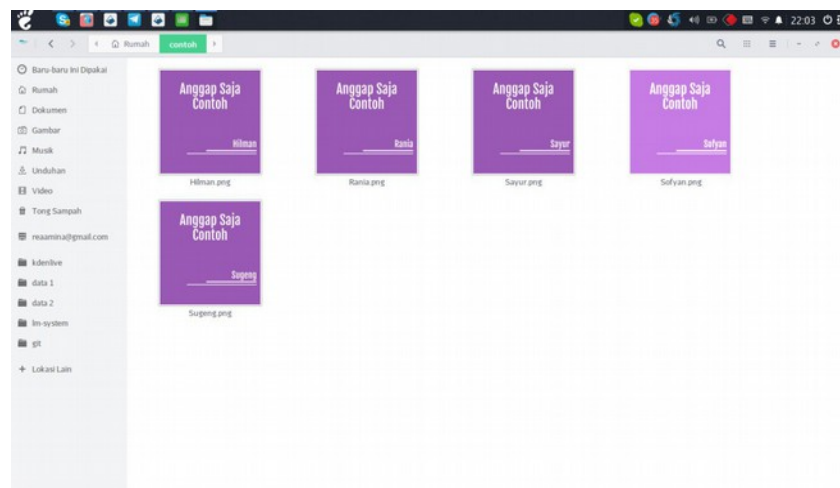 22:03
Rumah
contoh
Baru-baru Ini Dipakai
Rumah
Dokumen
Gambar
Musik
Unduhan
Video
Tong Sampah
reaamina@gmail.com
kdenlive
data 1
data 2
lm-system
git
Lokasi Lain
Anggap Saja
Contoh
Hilman
Hilman.png
Anggap Saja
Contoh
Rania
Rania.png
Anggap Saja
Contoh
Sayur
Sayur.png
Anggap Saja
Contoh
Sofyan
Sofyan.png
Anggap Saja
Contoh
Sugeng
Sugeng.png